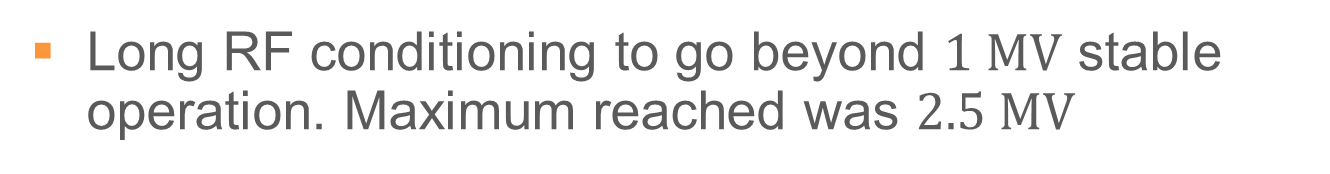 ▪ Long RF conditioning to go beyond 1 MV stable
operation. Maximum reached was 2.5 MV